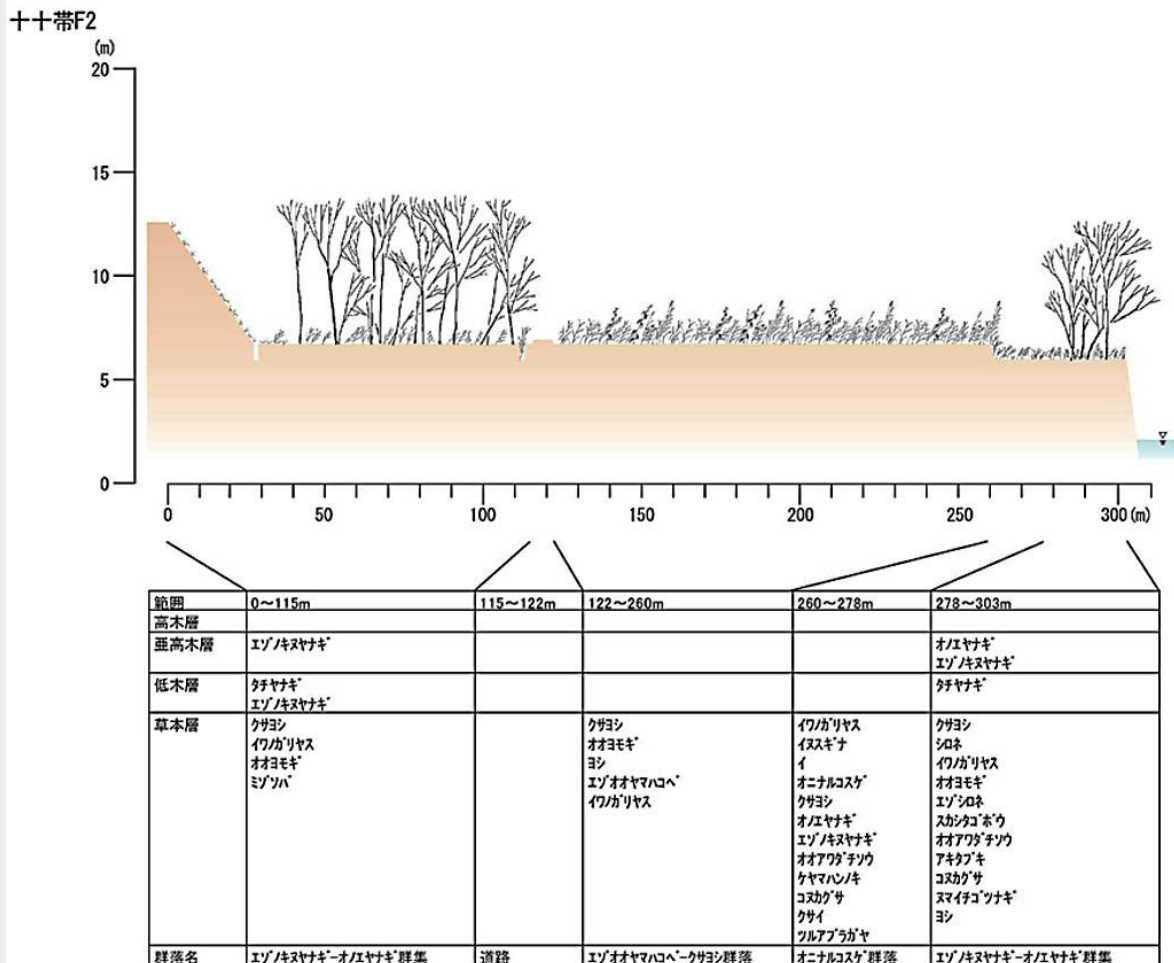 十十帯F2
(m)
20
15
10
5
0
0 50 100 150 200 250 300(m)
範囲 0～115m 115～122m 122～260m 260～278m 278～303m
高木層
亜高木層 エゾノキヌヤナギ オノエヤナギ
エゾノキヌヤナギ
低木層 タチヤナギ タチヤナギ
エゾノキヌヤナギ
草本層 クサヨシ クサヨシ イワノガリヤス クサヨシ
イワノガリヤス オオヨモギ イヌスギナ シロネ
オオヨモギ ヨシ イ イワノガリヤス
ミゾソバ エゾオオヤマハコベ オニナルコスゲ オオヨモギ
イワノガリヤス クサヨシ エゾシロネ
オノエヤナギ スカシタゴボウ
エゾノキヌヤナギ オオアワダチソウ
オオアワダチソウ アキタブキ
ケヤマハンノキ コヌカグサ
コヌカグサ ヌマイチゴツナギ
クサイ ヨシ
ツルアブラガヤ
群落名 エゾノキヌヤナギ-オノエヤナギ群集 道路 エゾオオヤマハコベ-クサヨシ群落 オニナルコスゲ群落 エゾノキヌヤナギ-オノエヤナギ群集